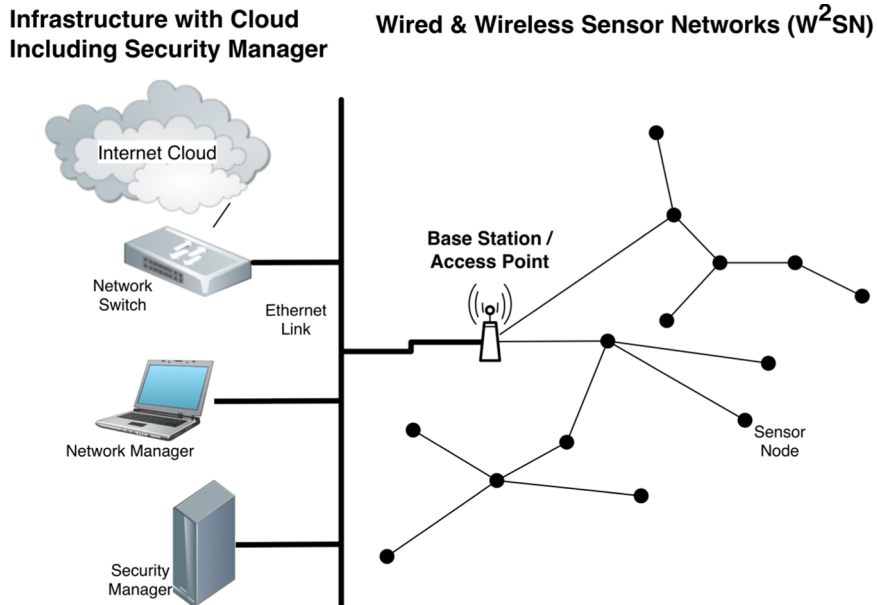 Infrastructure with Cloud
Including Security Manager
Wired & Wireless Sensor Networks (W²SN)
Internet Cloud
Network
Switch
Ethernet
Link
Base Station /
Access Point
Network Manager
Sensor
Node
Security
Manager